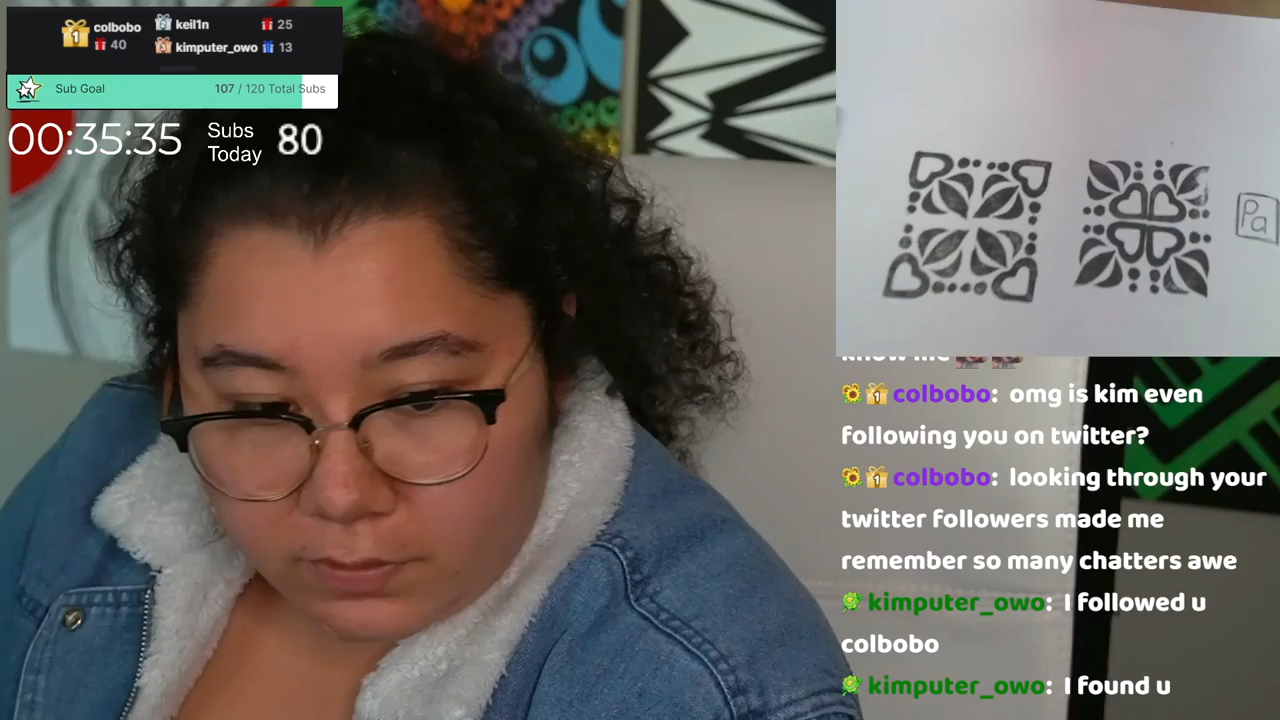 colbobo
40
keil1n 25
kimputer_owo 13
Sub Goal 107 / 120 Total Subs
00:35:35 Subs Today 80
Pa
colbobo: omg is kim even
following you on twitter?
colbobo: looking through your
twitter followers made me
remember so many chatters awe
kimputer_owo: I followed u
colbobo
kimputer_owo: I found u